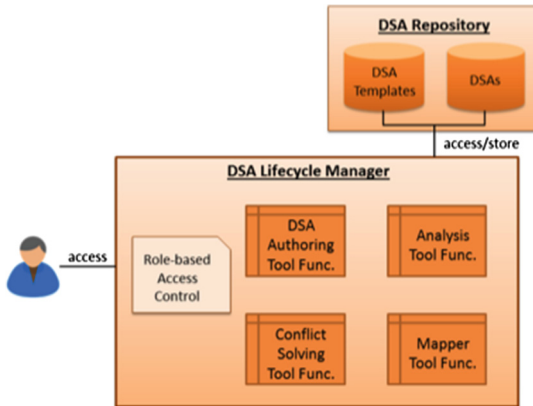 DSA Repository
DSA
Templates
DSAs
access/store
DSA Lifecycle Manager
access
Role-based
Access
Control
DSA
Authoring
Tool Func.
Analysis
Tool Func.
Conflict
Solving
Tool Func.
Mapper
Tool Func.